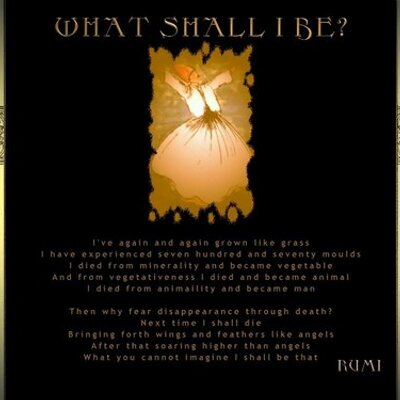 WHAT SHALL I BE?
I've again and again grown like grass
I have experienced seven hundred and seventy moulds
I died from minerality and became vegetable
And from vegetativeness I died and became animal
I died from animaility and became man
Then why fear disappearance through death?
Next time I shall die
Bringing forth wings and feathers like angels
After that soaring higher than angels
What you cannot imagine I shall be that
RUMI